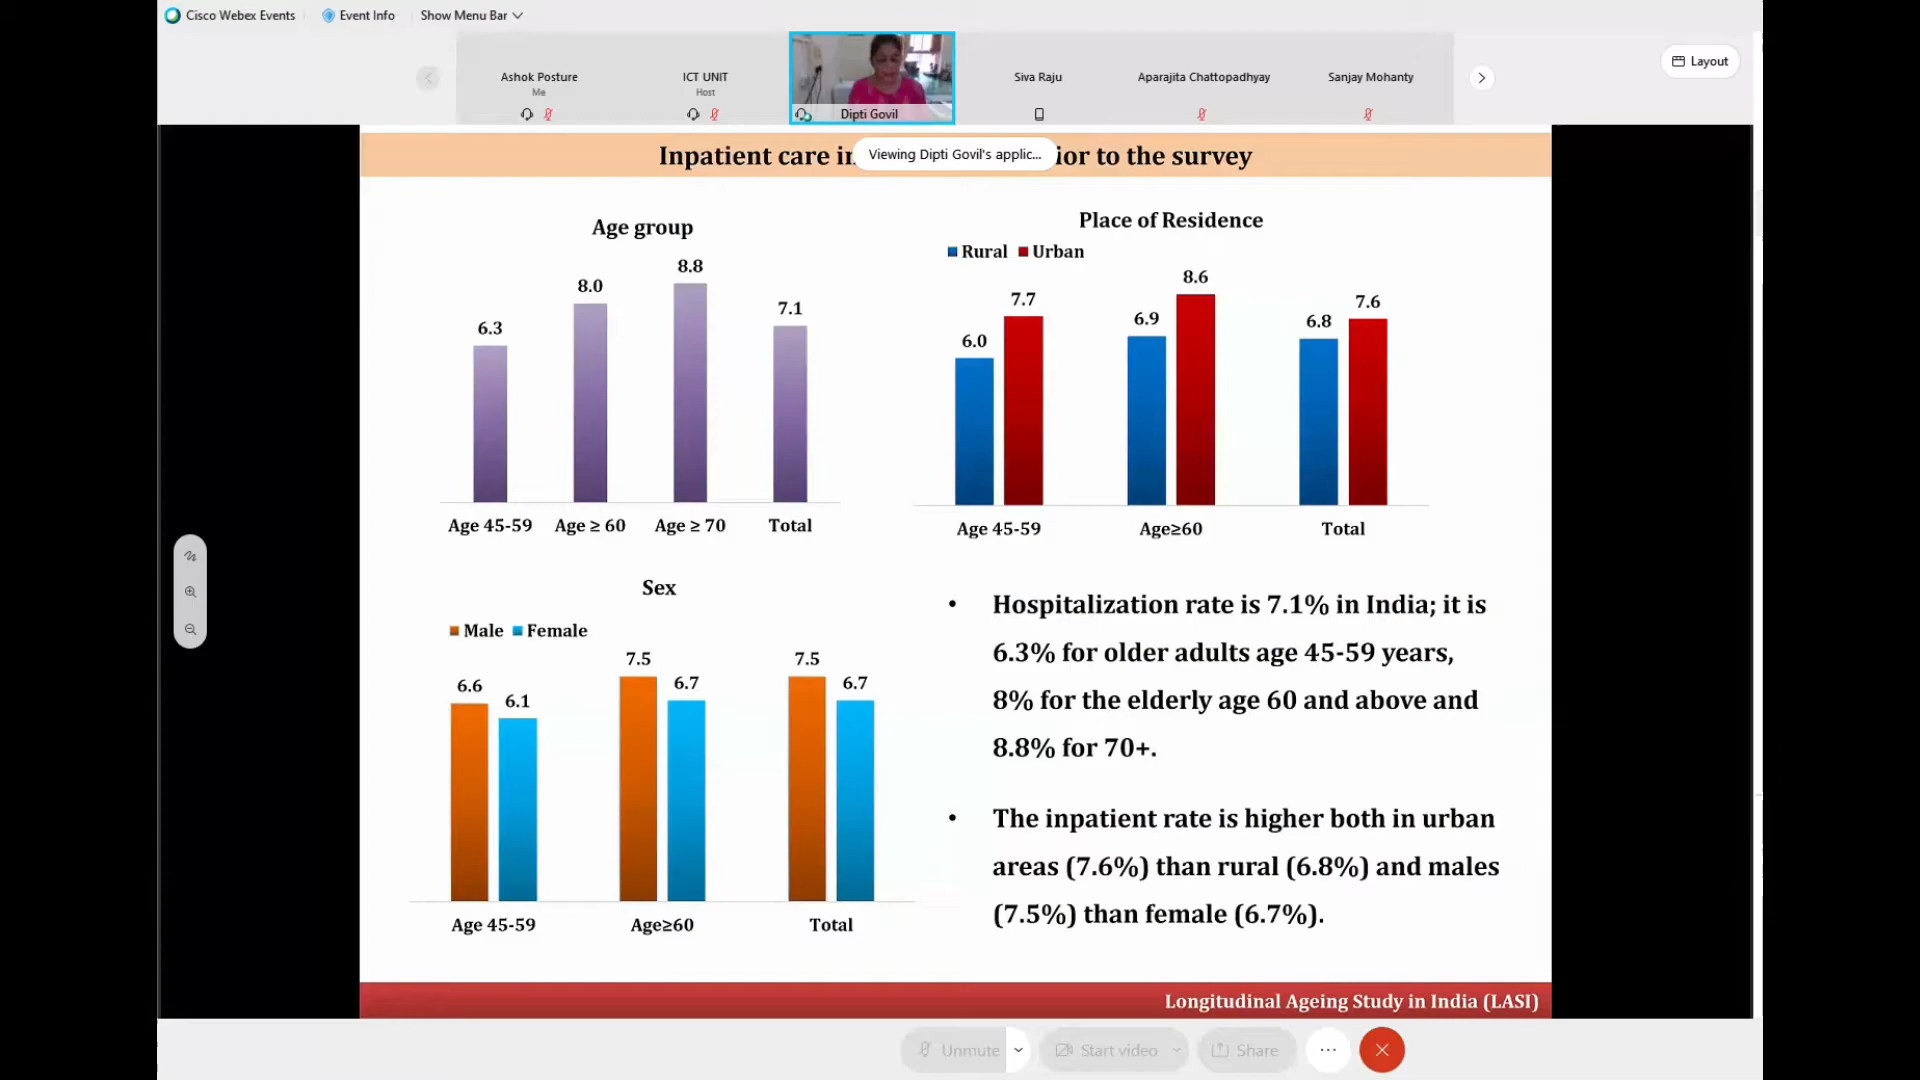 Cisco Webex Events
Event Info
Show Menu Bar
Ashok Posture
Me
ICT UNIT
Host
Dipti Govil
Siva Raju
Aparajita Chattopadhyay
Sanjay Mohanty
Layout
Inpatient care in
Viewing Dipti Govil's applic...
to the survey
Age group
6.3
8.0
8.8
7.1
Age 45-59
Age ≥ 60
Age ≥ 70
Total
Place of Residence
Rural
Urban
6.0
7.7
6.9
8.6
6.8
7.6
Age 45-59
Age≥60
Total
Sex
Male
Female
6.6
6.1
7.5
6.7
7.5
6.7
Age 45-59
Age≥60
Total
• Hospitalization rate is 7.1% in India; it is
6.3% for older adults age 45-59 years,
8% for the elderly age 60 and above and
8.8% for 70+.
• The inpatient rate is higher both in urban
areas (7.6%) than rural (6.8%) and males
(7.5%) than female (6.7%).
Longitudinal Ageing Study in India (LASI)
Unmute
Start video
Share